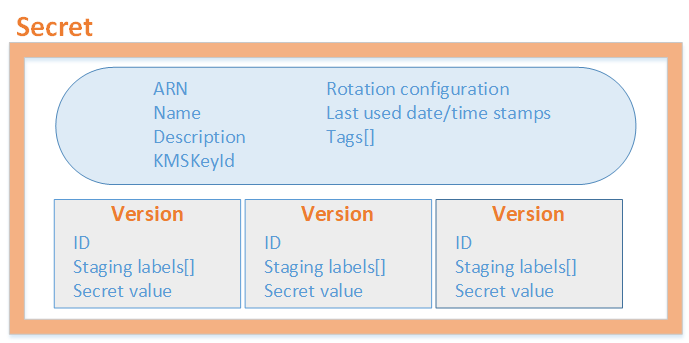 Secret
ARN
Name
Description
KMSKeyId
Rotation configuration
Last used date/time stamps
Tags[]
Version
ID
Staging labels[]
Secret value
Version
ID
Staging labels[]
Secret value
Version
ID
Staging labels[]
Secret value